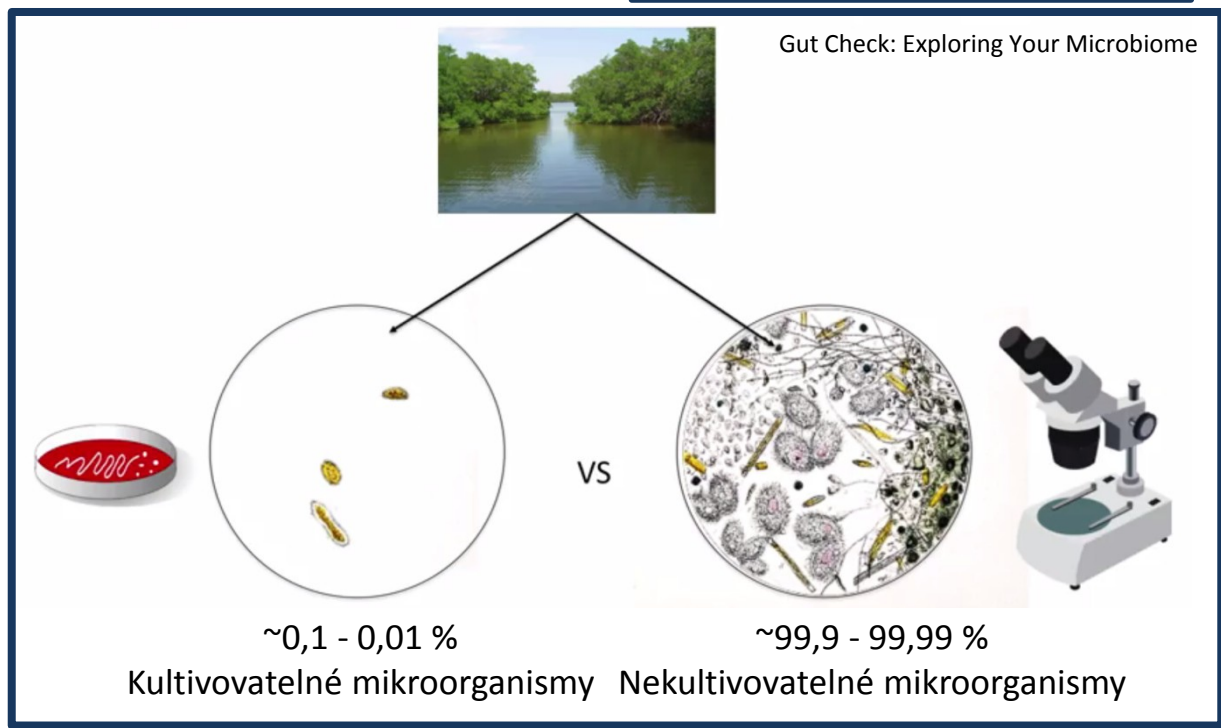 Gut Check: Exploring Your Microbiome
VS
~0,1 - 0,01 %
Kultivovatelné mikroorganismy
~99,9 - 99,99 %
Nekultivovatelné mikroorganismy